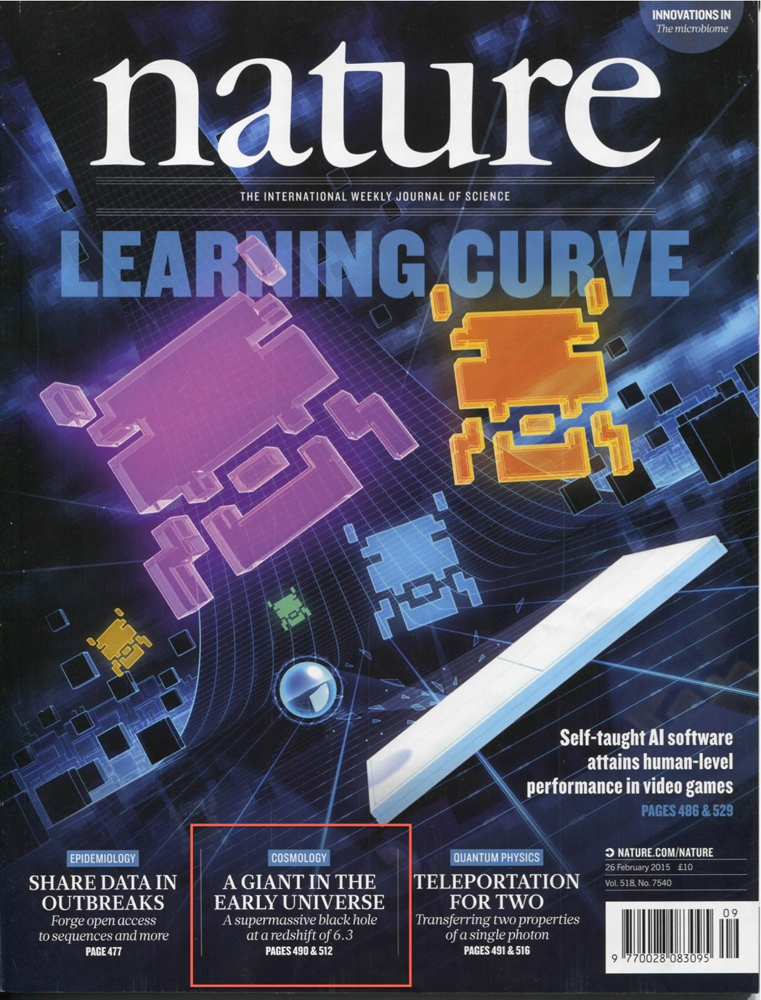 INNOVATIONS IN
The microbiome
nature
THE INTERNATIONAL WEEKLY JOURNAL OF SCIENCE
LEARNING CURVE
Self-taught AI software
attains human-level
performance in video games
PAGES 486 & 529
EPIDEMIOLOGY
SHARE DATA IN
OUTBREAKS
Forge open access
to sequences and more
PAGE 477
COSMOLOGY
A GIANT IN THE
EARLY UNIVERSE
A supermassive black hole
at a redshift of 6.3
PAGES 490 & 512
QUANTUM PHYSICS
TELEPORTATION
FOR TWO
Transferring two properties
of a single photon
PAGES 491 & 516
NATURE.COM/NATURE
26 February 2015 £10
Vol. 518, No. 7540
09
9 770028 083095